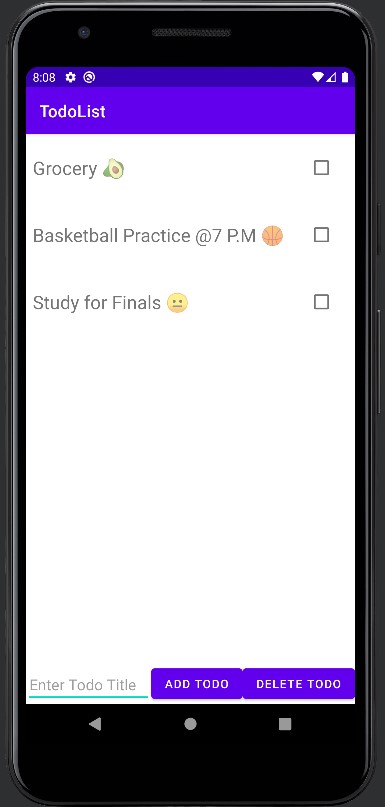 8:08
TodoList
Grocery 🥑
Basketball Practice @7 P.M 🏀
Study for Finals 😐
Enter Todo Title ADD TODO DELETE TODO